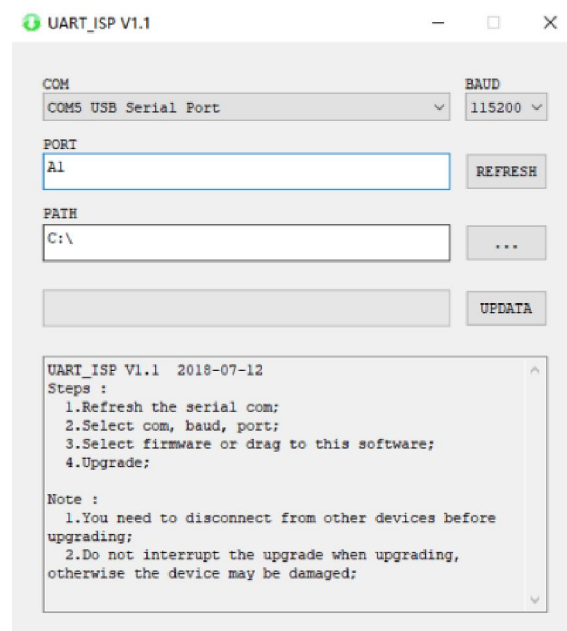 UART_ISP V1.1
COM
BAUD
COM5 USB Serial Port
115200
PORT
A1
REFRESH
PATH
C:\
...
UPDATA
UART_ISP V1.1 2018-07-12
Steps :
1.Refresh the serial com;
2.Select com, baud, port;
3.Select firmware or drag to this software;
4.Upgrade;
Note :
1.You need to disconnect from other devices before
upgrading;
2.Do not interrupt the upgrade when upgrading,
otherwise the device may be damaged;